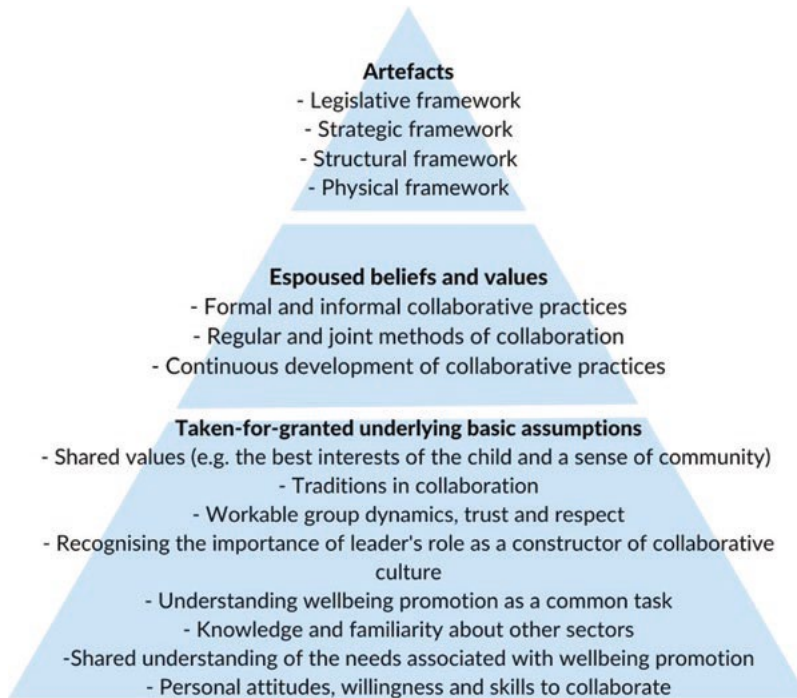 Artefacts
- Legislative framework
- Strategic framework
- Structural framework
- Physical framework
Espoused beliefs and values
- Formal and informal collaborative practices
- Regular and joint methods of collaboration
- Continuous development of collaborative practices
Taken-for-granted underlying basic assumptions
- Shared values (e.g. the best interests of the child and a sense of community)
- Traditions in collaboration
- Workable group dynamics, trust and respect
- Recognising the importance of leader's role as a constructor of collaborative
culture
- Understanding wellbeing promotion as a common task
- Knowledge and familiarity about other sectors
-Shared understanding of the needs associated with wellbeing promotion
- Personal attitudes, willingness and skills to collaborate